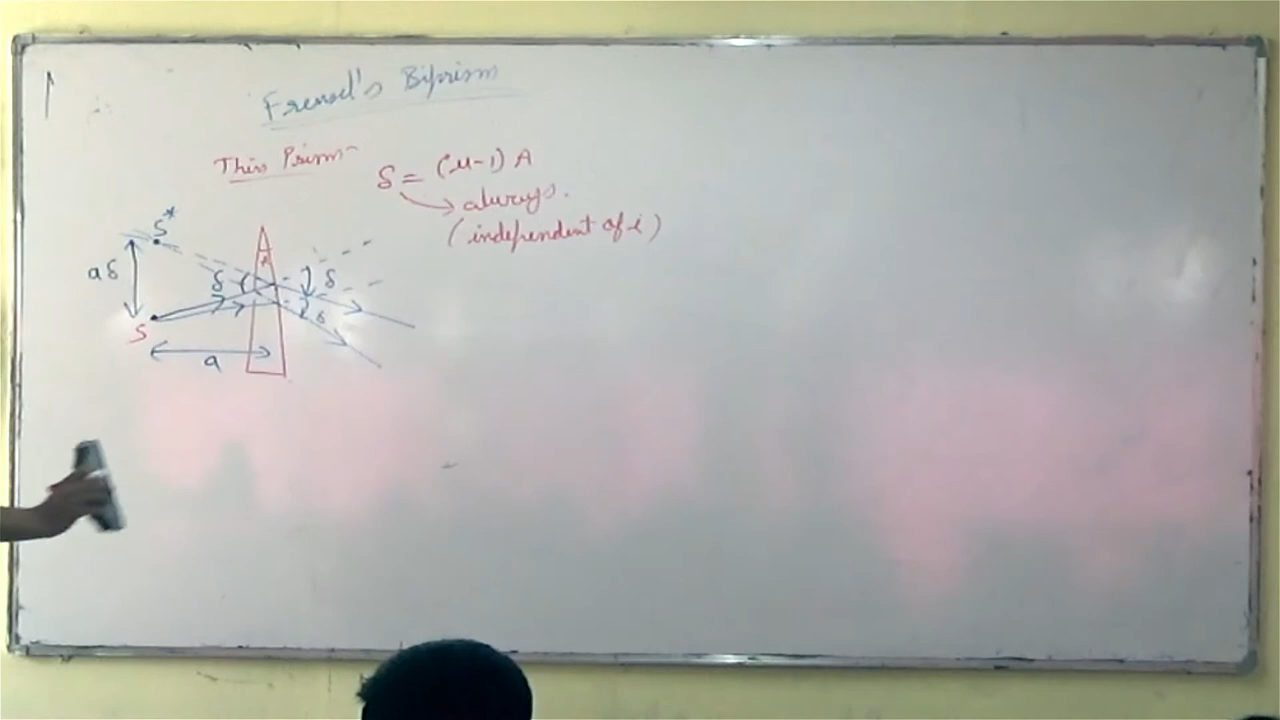 Fresnel's Biprism
Thin Prism-
δ = (μ-1) A
always.
(independent of i)
S*
A
aδ
δ
δ
δ
S
a